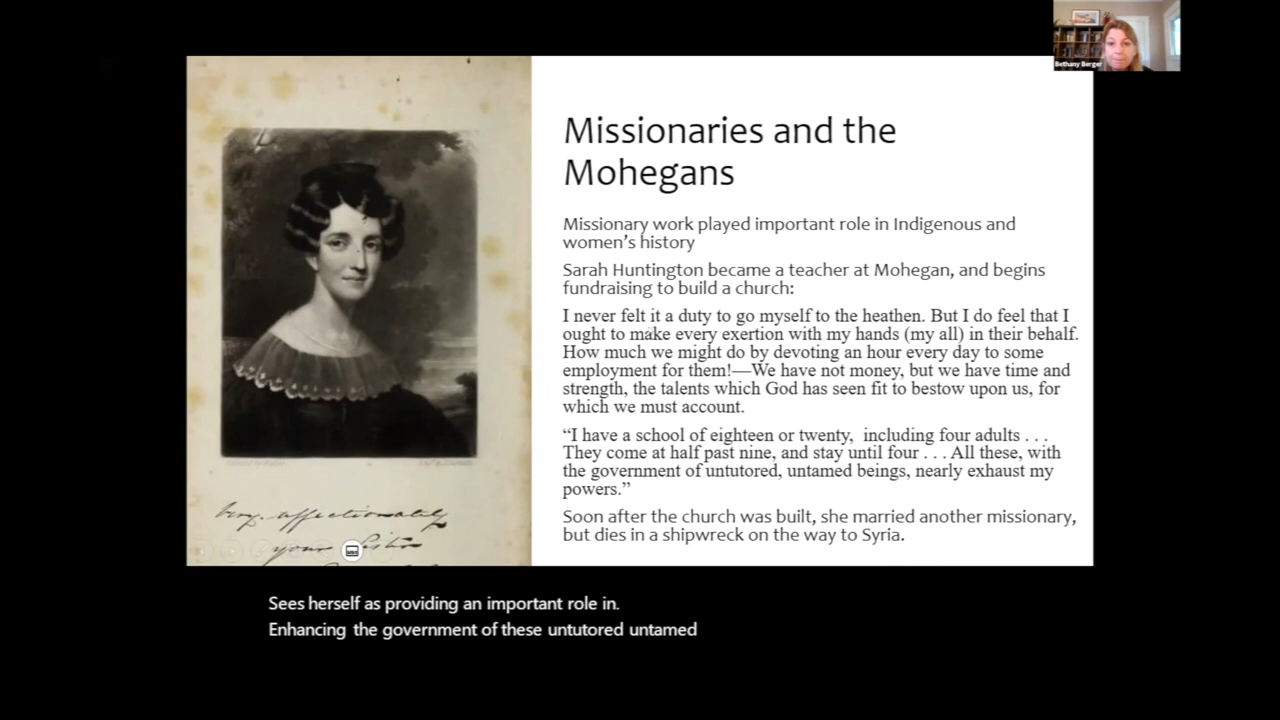 Bethany Berger
Missionaries and the
Mohegans
Missionary work played important role in Indigenous and
women's history
Sarah Huntington became a teacher at Mohegan, and begins
fundraising to build a church:
I never felt it a duty to go myself to the heathen. But I do feel that I
ought to make every exertion with my hands (my all) in their behalf.
How much we might do by devoting an hour every day to some
employment for them!—We have not money, but we have time and
strength, the talents which God has seen fit to bestow upon us, for
which we must account.
“I have a school of eighteen or twenty,  including four adults . . .
They come at half past nine, and stay until four . . . All these, with
the government of untutored, untamed beings, nearly exhaust my
powers.”
Soon after the church was built, she married another missionary,
but dies in a shipwreck on the way to Syria.
affectionately
your Sister
Sees herself as providing an important role in.
Enhancing the government of these untutored untamed